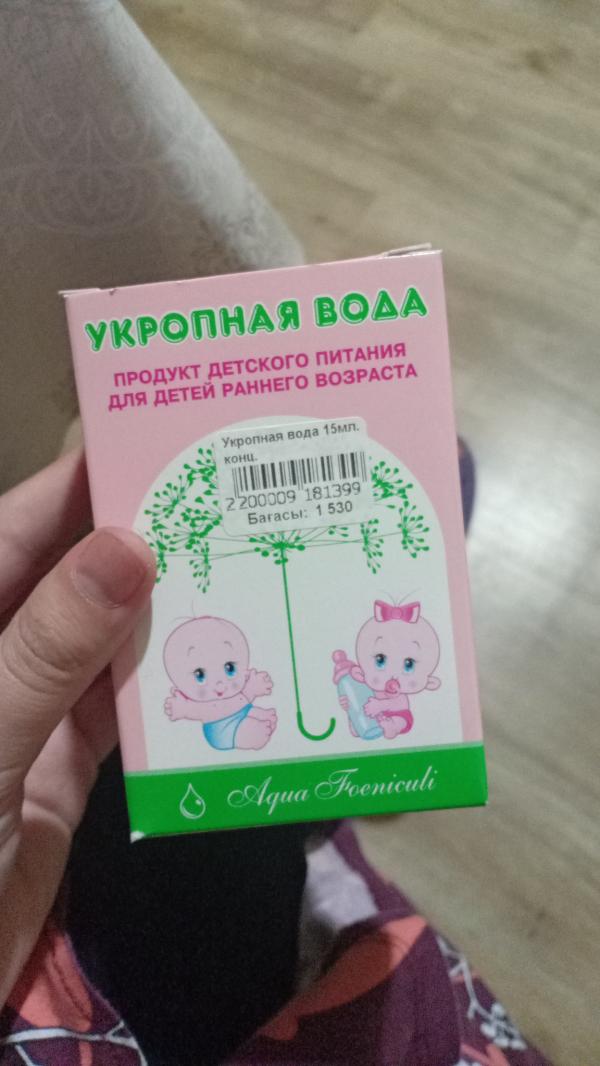 УКРОПНАЯ ВОДА
ПРОДУКТ ДЕТСКОГО ПИТАНИЯ
ДЛЯ ДЕТЕЙ РАННЕГО ВОЗРАСТА
Укропная вода 15мл.
конц.
2200009 181399
Бағасы: 1 530
Aqua Foeniculi